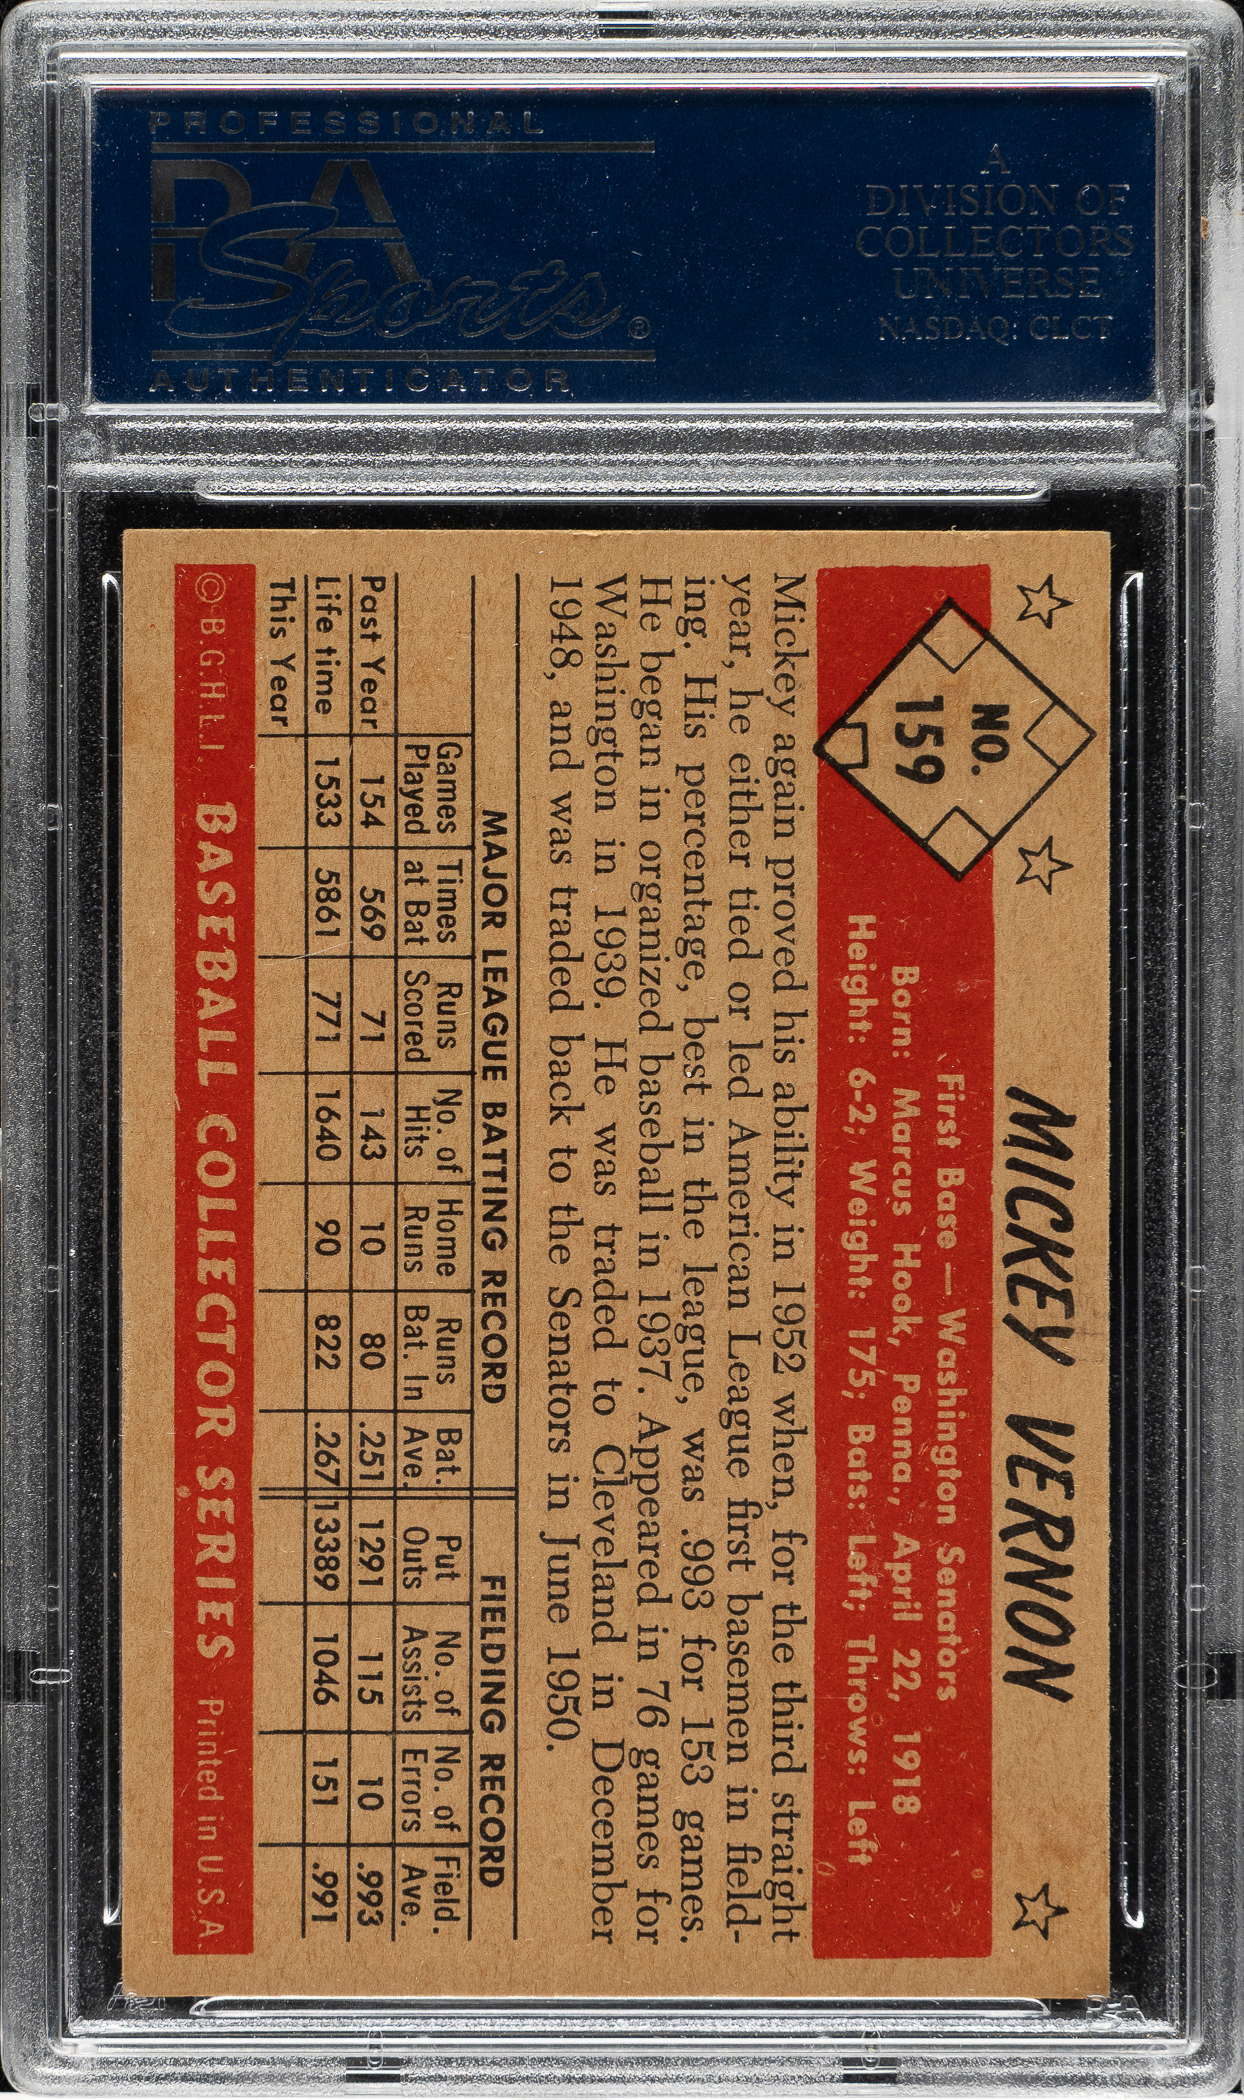 PROFESSIONAL
PSA
Sports®
AUTHENTICATOR
A
DIVISION OF
COLLECTORS
UNIVERSE
NASDAQ: CLCT
MICKEY VERNON
NO.
159
First Base — Washington Senators
Born: Marcus Hook, Penna., April 22, 1918
Height: 6-2; Weight: 175; Bats: Left; Throws: Left
Mickey again proved his ability in 1952 when, for the third straight
year, he either tied or led American League first basemen in field-
ing. His percentage, best in the league, was .993 for 153 games.
He began in organized baseball in 1937. Appeared in 76 games for
Washington in 1939. He was traded to Cleveland in December
1948, and was traded back to the Senators in June 1950.
MAJOR LEAGUE BATTING RECORD FIELDING RECORD
Games Times Runs No. of Home Runs Bat. Put No. of No. of Field.
Played at Bat Scored Hits Runs Bat. In Ave. Outs Assists Errors Ave.
Past Year 154 569 71 143 10 80 .251 1291 115 10 .993
Life time 1533 5861 771 1640 90 822 .267 13389 1046 151 .991
This Year
© B.G.H.L.I. BASEBALL COLLECTOR SERIES Printed in U.S.A.
PSA
PSA